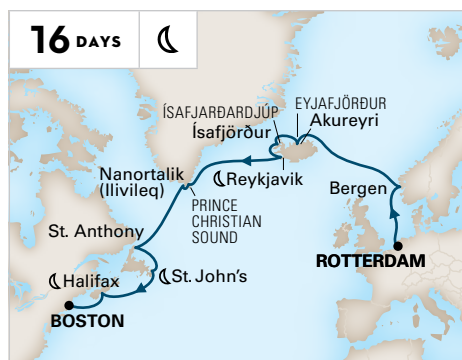 16 DAYS
ÍSAFJARÐARDJÚP
Ísafjörður
EYJAFJÖRÐUR
Akureyri
Nanortalik
(Ilivileq)
Reykjavik
PRINCE
CHRISTIAN
SOUND
Bergen
St. Anthony
ROTTERDAM
Halifax
St. John's
BOSTON